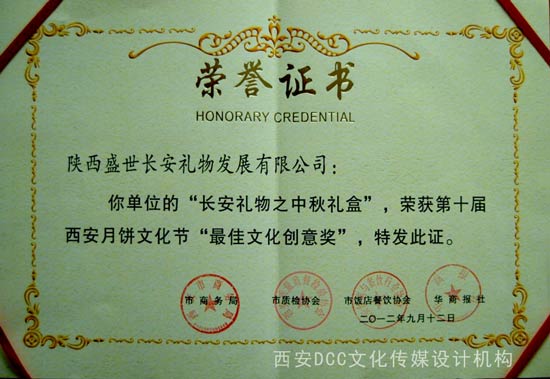 荣誉证书
HONORARY CREDENTIAL
陕西盛世长安礼物发展有限公司：
你单位的“长安礼物之中秋礼盒”，荣获第十届
西安月饼文化节“最佳文化创意奖”，特发此证。
市商务局 市质检协会 市饭店餐饮协会 华商报社
二〇一二年九月十二日
西安DCC文化传媒设计机构